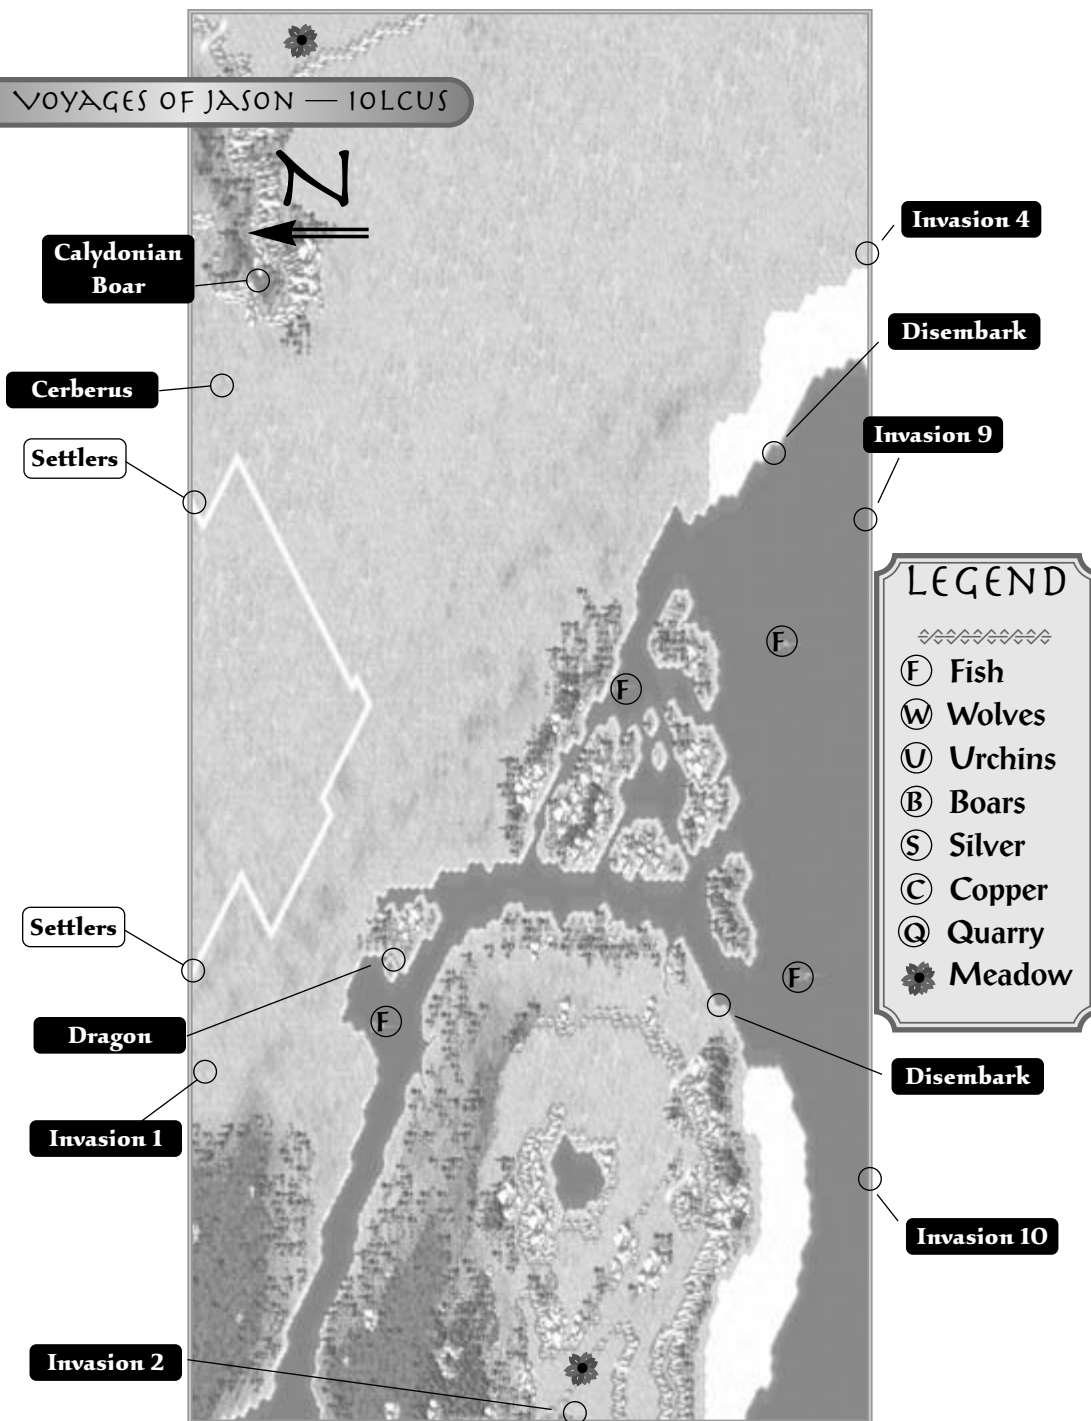 VOYAGES OF JASON — IOLCUS
N
Calydonian
Boar
Invasion 4
Disembark
Cerberus
Settlers
Invasion 9
LEGEND
F Fish
W Wolves
U Urchins
B Boars
S Silver
C Copper
Q Quarry
Meadow
F
F
Settlers
F
Dragon
F
Disembark
Invasion 1
Invasion 10
Invasion 2